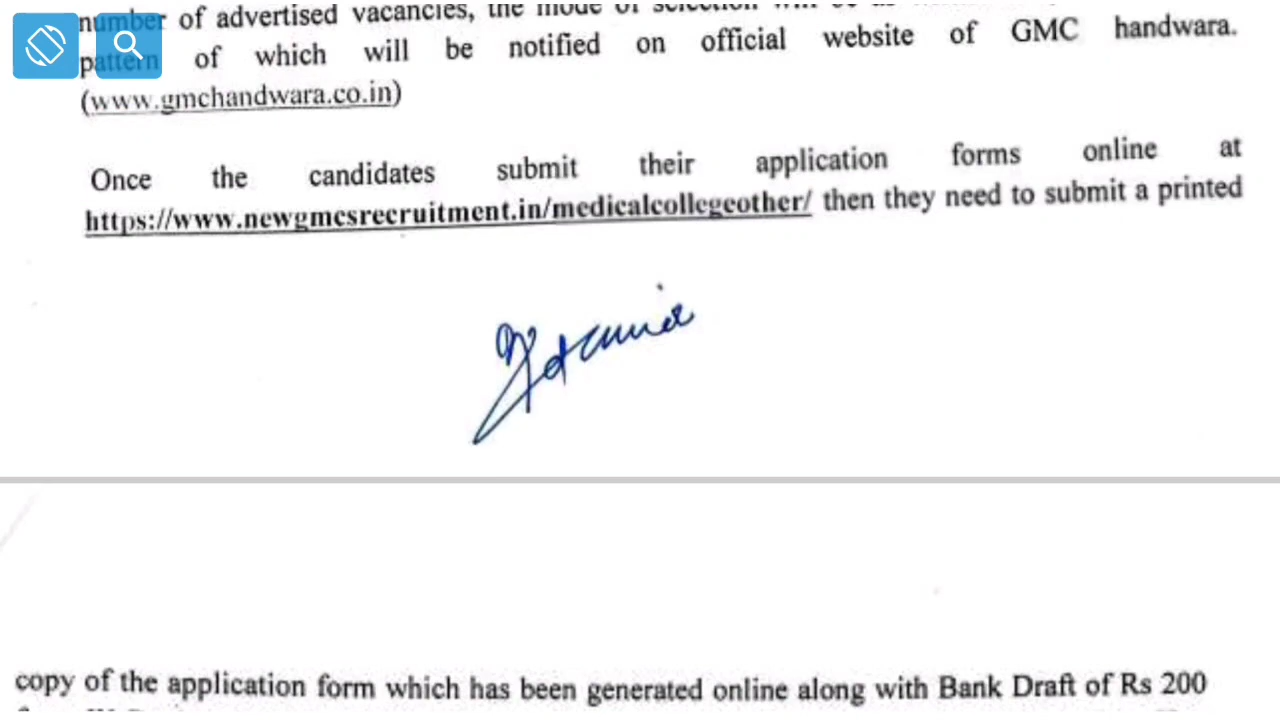 number of advertised vacancies, the mode of selection will be as
pattern of which will be notified on official website of GMC handwara.
(www.gmchandwara.co.in)
Once the candidates submit their application forms online at
https://www.newgmcsrecruitment.in/medicalcollegeother/ then they need to submit a printed
copy of the application form which has been generated online along with Bank Draft of Rs 200